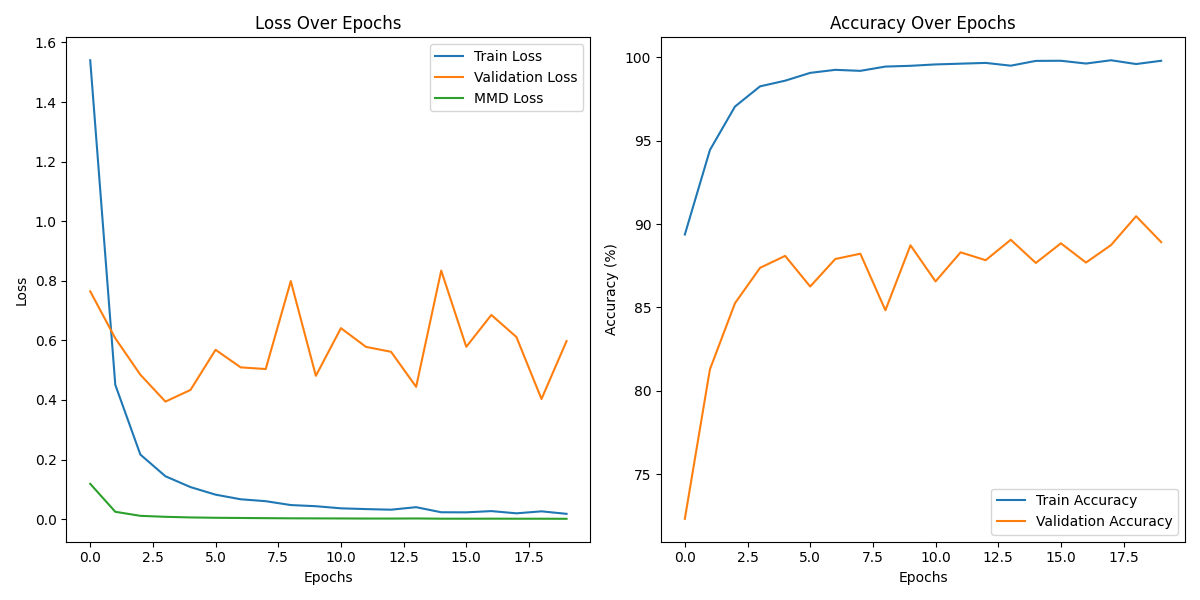 Loss Over Epochs
1.6
1.4
1.2
1.0
0.8
0.6
0.4
0.2
0.0
Loss
Train Loss
Validation Loss
MMD Loss
0.0 2.5 5.0 7.5 10.0 12.5 15.0 17.5
Epochs
Accuracy Over Epochs
100
95
90
85
80
75
Accuracy (%)
Train Accuracy
Validation Accuracy
0.0 2.5 5.0 7.5 10.0 12.5 15.0 17.5
Epochs